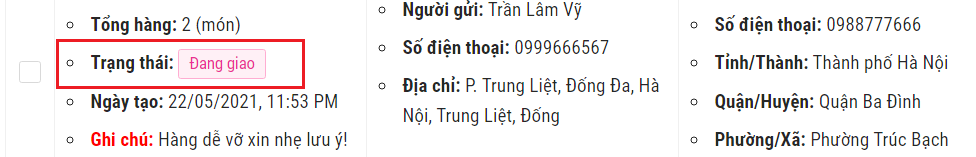 Tổng hàng: 2 (món)
Trạng thái: Đang giao
Ngày tạo: 22/05/2021, 11:53 PM
Ghi chú: Hàng dễ vỡ xin nhẹ lưu ý!
Người gửi: Trần Lâm Vỹ
Số điện thoại: 0999666567
Địa chỉ: P. Trung Liệt, Đống Đa, Hà
Nội, Trung Liệt, Đống
Số điện thoại: 0988777666
Tỉnh/Thành: Thành phố Hà Nội
Quận/Huyện: Quận Ba Đình
Phường/Xã: Phường Trúc Bạch